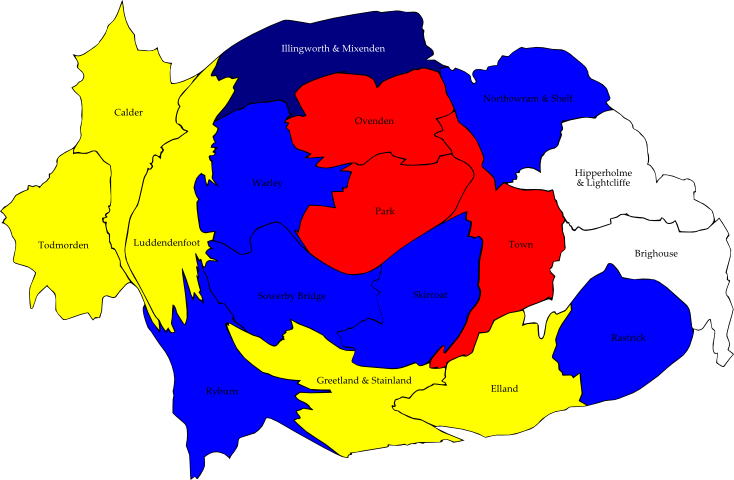 Illingworth & Mixenden
Northowram & Shelf
Calder
Ovenden
Hipperholme
& Lightcliffe
Warley
Park
Todmorden
Luddendenfoot
Town
Brighouse
Sowerby Bridge
Skircoat
Rastrick
Greetland & Stainland
Elland
Ryburn